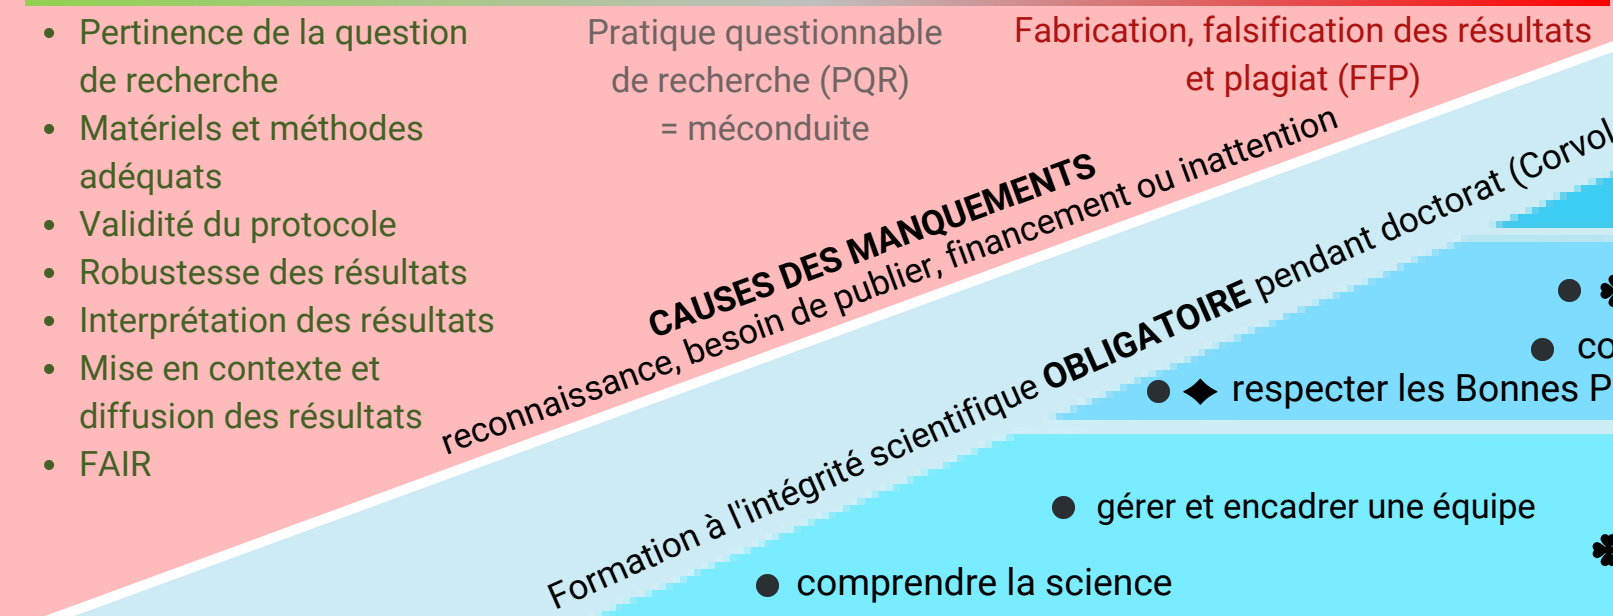 • Pertinence de la question
de recherche
• Matériels et méthodes
adéquats
• Validité du protocole
• Robustesse des résultats
• Interprétation des résultats
• Mise en contexte et
diffusion des résultats
• FAIR
Pratique questionnable
de recherche (PQR)
= méconduite
Fabrication, falsification des résultats
et plagiat (FFP)
CAUSES DES MANQUEMENTS
reconnaissance, besoin de publier, financement ou inattention
Formation à l'intégrité scientifique OBLIGATOIRE pendant doctorat (Corvol
● ♣
● co
● ✦ respecter les Bonnes P
● gérer et encadrer une équipe
♣
● comprendre la science